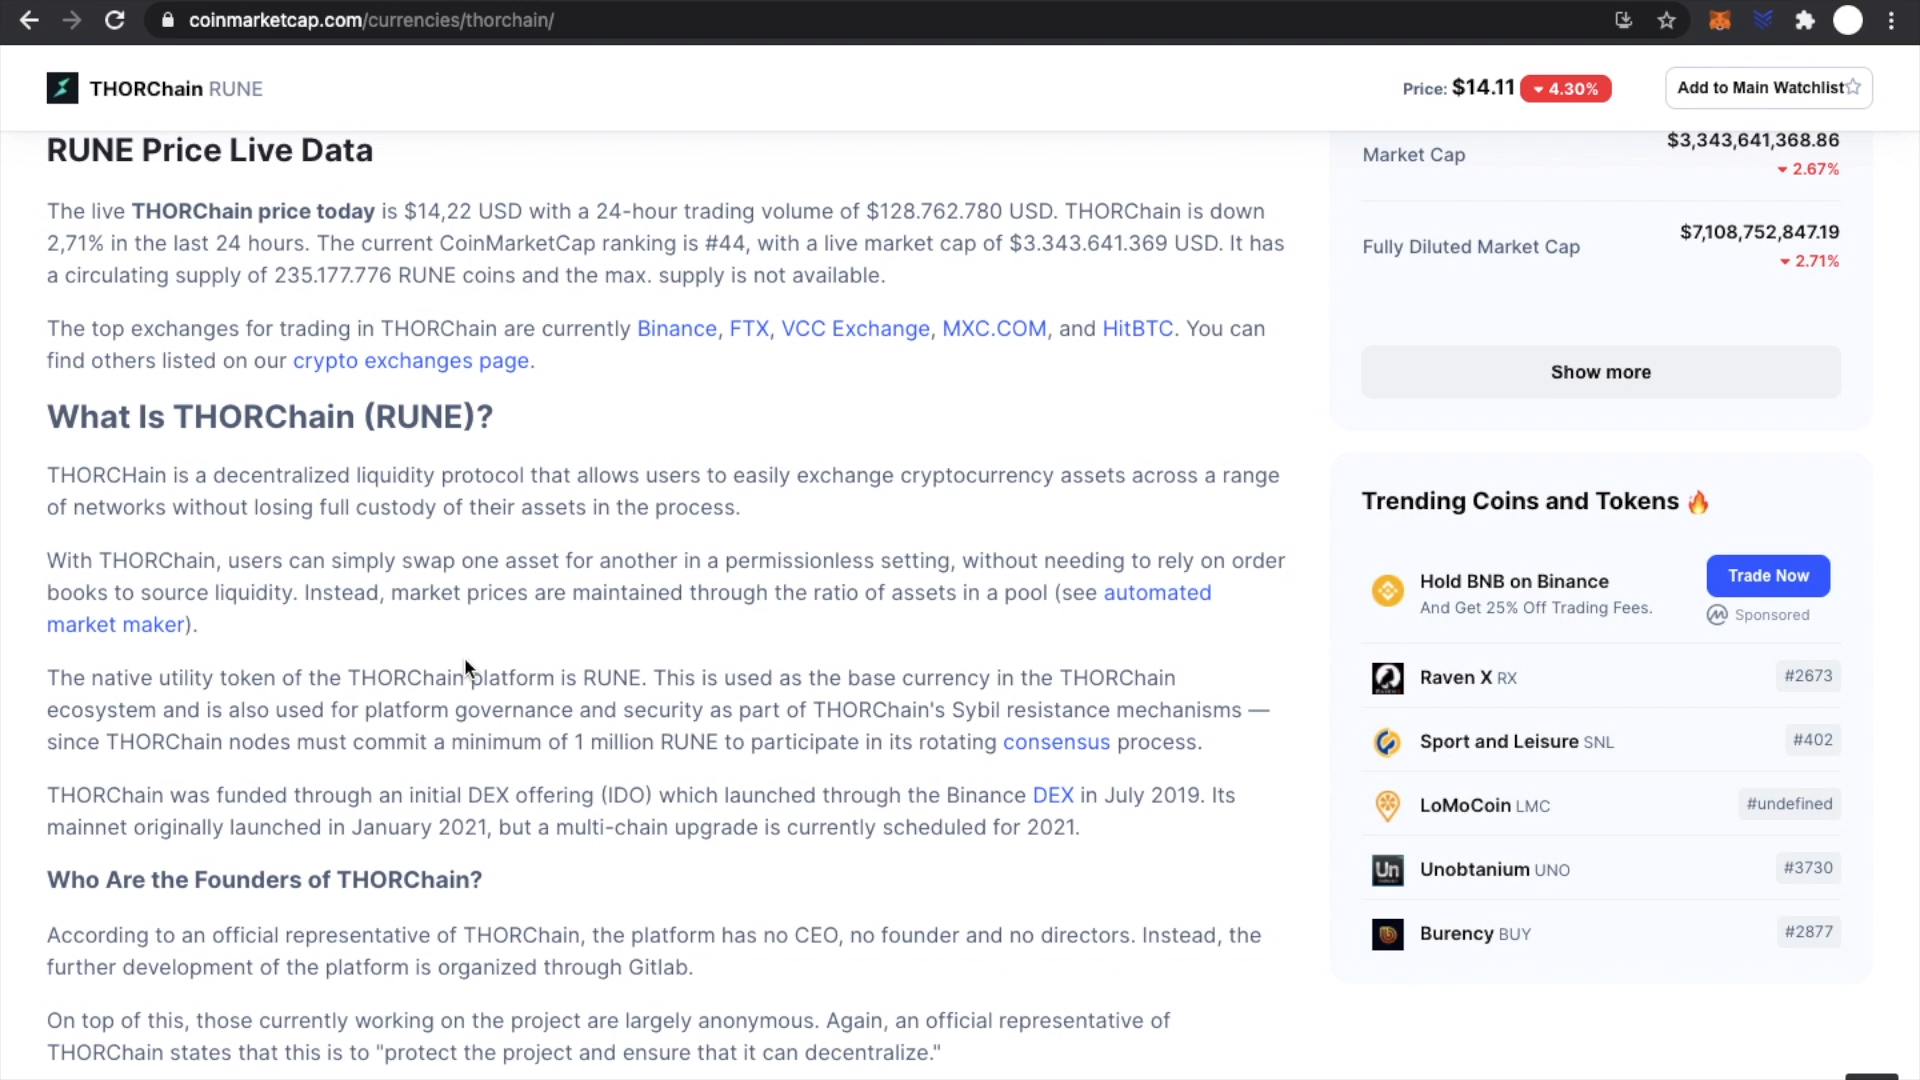 coinmarketcap.com/currencies/thorchain/
THORChain RUNE
Price: $14.11 4.30%
Add to Main Watchlist
RUNE Price Live Data
The live THORChain price today is $14,22 USD with a 24-hour trading volume of $128.762.780 USD. THORChain is down
2,71% in the last 24 hours. The current CoinMarketCap ranking is #44, with a live market cap of $3.343.641.369 USD. It has
a circulating supply of 235.177.776 RUNE coins and the max. supply is not available.
The top exchanges for trading in THORChain are currently Binance, FTX, VCC Exchange, MXC.COM, and HitBTC. You can
find others listed on our crypto exchanges page.
What Is THORChain (RUNE)?
THORCHain is a decentralized liquidity protocol that allows users to easily exchange cryptocurrency assets across a range
of networks without losing full custody of their assets in the process.
With THORChain, users can simply swap one asset for another in a permissionless setting, without needing to rely on order
books to source liquidity. Instead, market prices are maintained through the ratio of assets in a pool (see automated
market maker).
The native utility token of the THORChain platform is RUNE. This is used as the base currency in the THORChain
ecosystem and is also used for platform governance and security as part of THORChain's Sybil resistance mechanisms —
since THORChain nodes must commit a minimum of 1 million RUNE to participate in its rotating consensus process.
THORChain was funded through an initial DEX offering (IDO) which launched through the Binance DEX in July 2019. Its
mainnet originally launched in January 2021, but a multi-chain upgrade is currently scheduled for 2021.
Who Are the Founders of THORChain?
According to an official representative of THORChain, the platform has no CEO, no founder and no directors. Instead, the
further development of the platform is organized through Gitlab.
On top of this, those currently working on the project are largely anonymous. Again, an official representative of
THORChain states that this is to "protect the project and ensure that it can decentralize."
Market Cap
$3,343,641,368.86
2.67%
Fully Diluted Market Cap
$7,108,752,847.19
2.71%
Show more
Trending Coins and Tokens 🔥
Hold BNB on Binance
And Get 25% Off Trading Fees.
Trade Now
Sponsored
Raven X RX #2673
Sport and Leisure SNL #402
LoMoCoin LMC #undefined
Un
Unobtanium UNO #3730
Burency BUY #2877